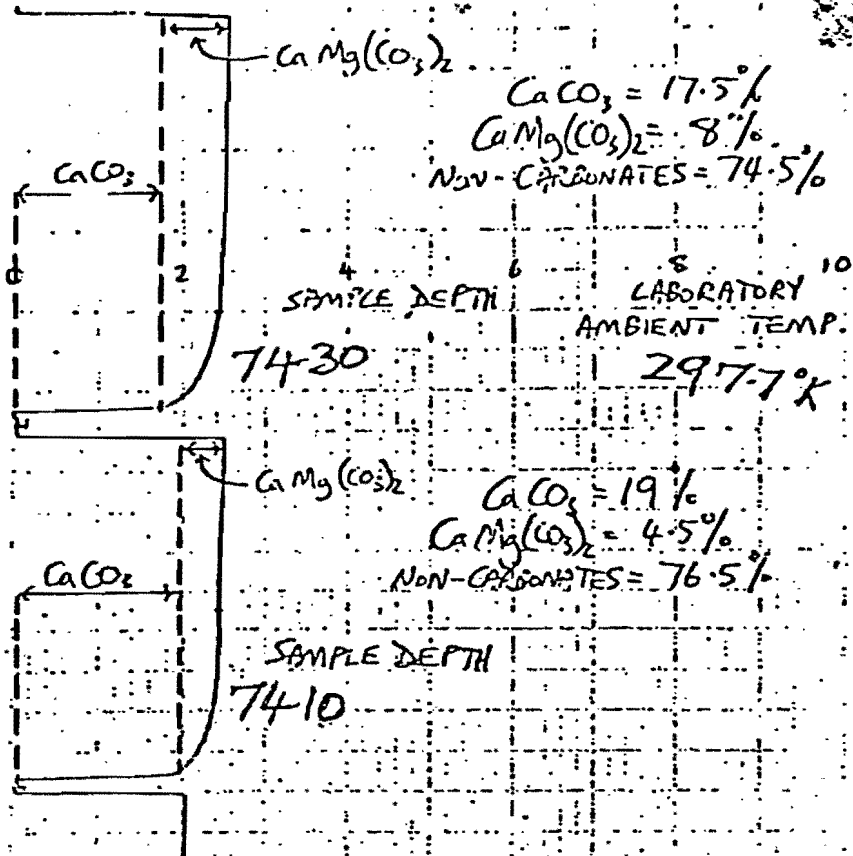 CaMg(CO3)2
CaCO3 = 17.5%
CaMg(CO3)2 = 8%
NON-CARBONATES = 74.5%
CaCO3
0 2 4 6 8 10
SAMPLE DEPTH
7430
LABORATORY
AMBIENT TEMP.
297.7°K
CaMg(CO3)2
CaCO3 = 19%
CaMg(CO3)2 = 4.5%
NON-CARBONATES = 76.5%
CaCO3
SAMPLE DEPTH
7410